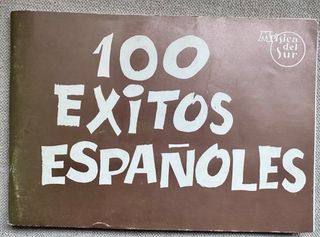 Música
del
Sur
100
EXITOS
ESPAÑOLES